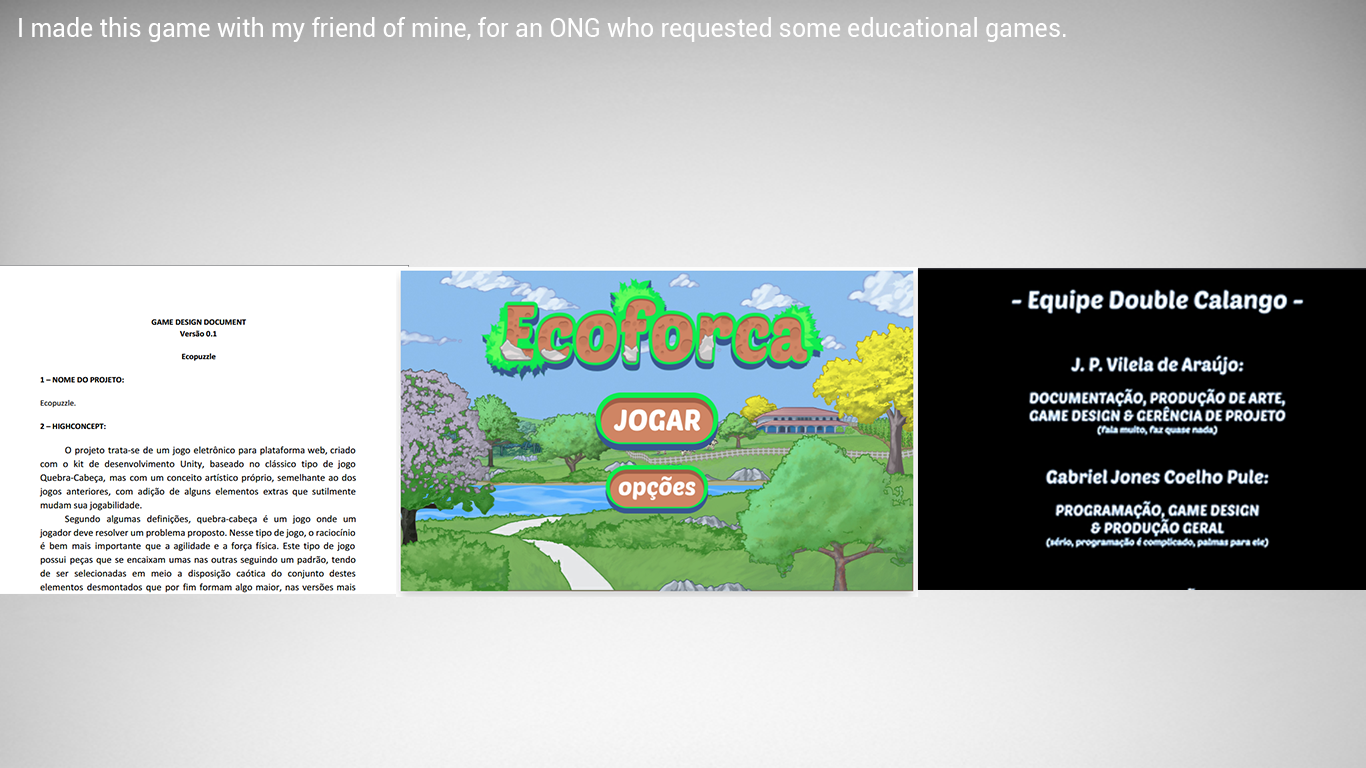 I made this game with my friend of mine, for an ONG who requested some educational games.
GAME DESIGN DOCUMENT
Versão 0.1
Ecopuzzle
1 – NOME DO PROJETO:
Ecopuzzle.
2 – HIGHCONCEPT:
O projeto trata-se de um jogo eletrônico para plataforma web, criado
com o kit de desenvolvimento Unity, baseado no clássico tipo de jogo
Quebra-Cabeça, mas com um conceito artístico próprio, semelhante ao dos
jogos anteriores, com adição de alguns elementos extras que sutilmente
mudam sua jogabilidade.
Segundo algumas definições, quebra-cabeça é um jogo onde um
jogador deve resolver um problema proposto. Nesse tipo de jogo, o raciocínio
é bem mais importante que a agilidade e a força física. Este tipo de jogo
possui peças que se encaixam umas nas outras seguindo um padrão, tendo
de ser selecionadas em meio a disposição caótica do conjunto destes
elementos desmontados que por fim formam algo maior, nas versões mais
Ecoforca
JOGAR
opções
- Equipe Double Calango -
J. P. Vilela de Araújo:
DOCUMENTAÇÃO, PRODUÇÃO DE ARTE,
GAME DESIGN & GERÊNCIA DE PROJETO
(fala muito, faz quase nada)
Gabriel Jones Coelho Pule:
PROGRAMAÇÃO, GAME DESIGN
& PRODUÇÃO GERAL
(sério, programação é complicado, palmas para ele)